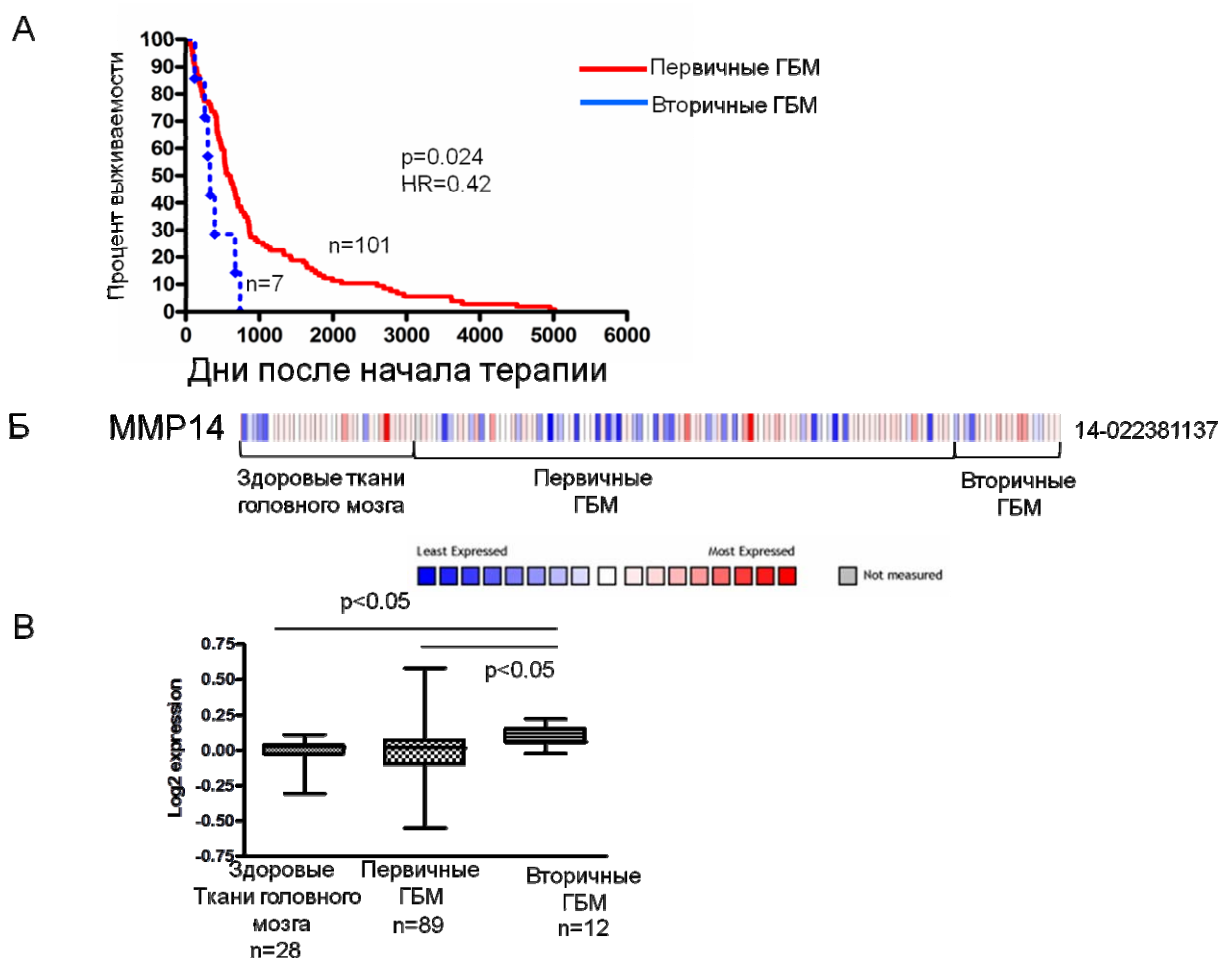 А
100
90
80
70
60
50
40
30
20
10
0
Процент выживаемости
Первичные ГБМ
Вторичные ГБМ
p=0.024
HR=0.42
n=101
n=7
0 1000 2000 3000 4000 5000 6000
Дни после начала терапии
Б
MMP14
14-022381137
Здоровые ткани
головного мозга
Первичные
ГБМ
Вторичные
ГБМ
Least Expressed
Most Expressed
Not measured
В
p<0.05
p<0.05
0.75
0.50
0.25
0.00
-0.25
-0.50
-0.75
Log2 expression
Здоровые
Ткани головного
мозга
n=28
Первичные
ГБМ
n=89
Вторичные
ГБМ
n=12